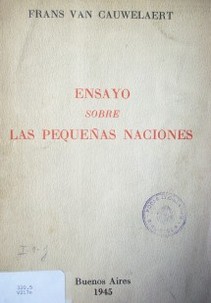 FRANS VAN CAUWELAERT
ENSAYO
SOBRE
LAS PEQUEÑAS NACIONES
Buenos Aires
1945